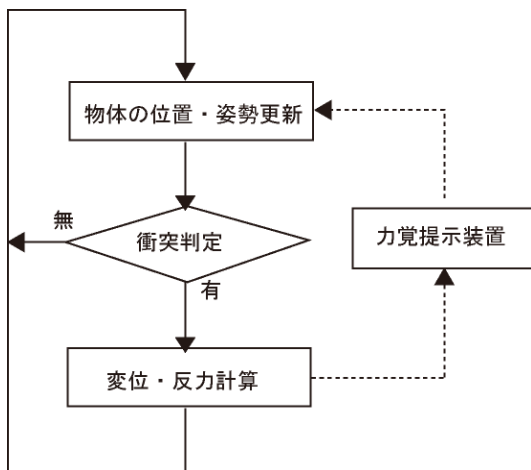 物体の位置・姿勢更新
無
衝突判定
力覚提示装置
有
変位・反力計算